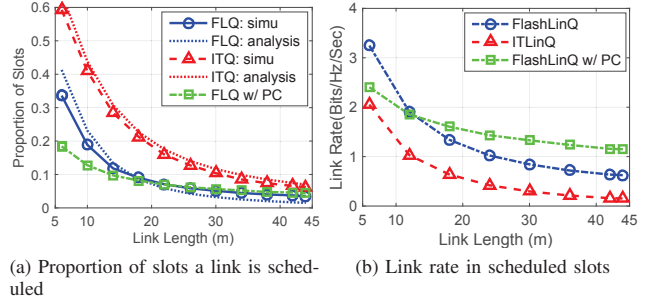 Proportion of Slots
0.6
0.5
0.4
0.3
0.2
0.1
0
5 10 15 20 25 30 35 40 45
Link Length (m)
FLQ: simu
FLQ: analysis
ITQ: simu
ITQ: analysis
FLQ w/ PC
(a) Proportion of slots a link is sched-
uled
Link Rate(Bits/Hz/Sec)
4
3
2
1
0
5 10 15 20 25 30 35 40 45
Link Length (m)
FlashLinQ
ITLinQ
FlashLinQ w/ PC
(b) Link rate in scheduled slots